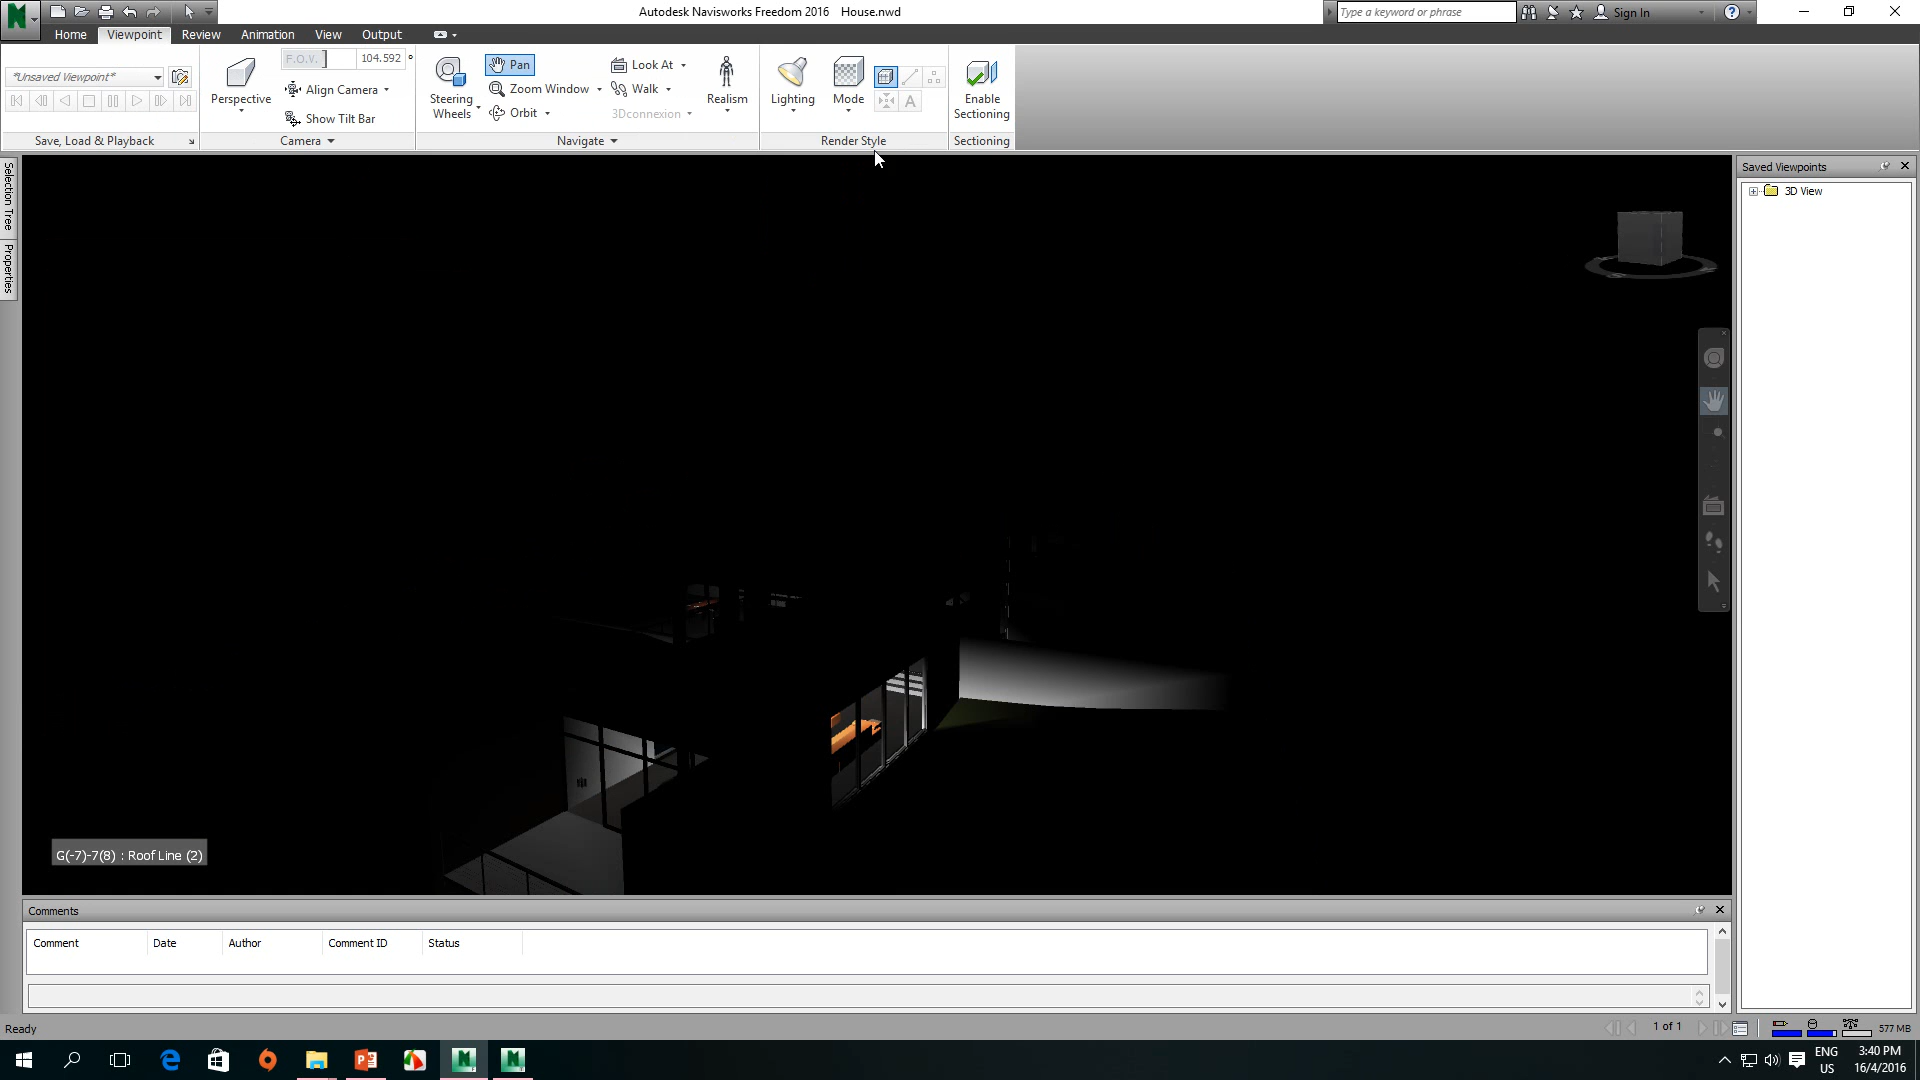 Autodesk Navisworks Freedom 2016 House.nwd
Type a keyword or phrase
Sign In
Home Viewpoint Review Animation View Output
*Unsaved Viewpoint*
Save, Load & Playback
Perspective
F.O.V. 104.592 °
Align Camera
Show Tilt Bar
Camera
Steering
Wheels
Pan
Zoom Window
Orbit
Look At
Walk
3Dconnexion
Realism
Navigate
Lighting
Mode
A
Render Style
Enable
Sectioning
Sectioning
Selection Tree
Properties
Saved Viewpoints
3D View
G(-7)-7(8) : Roof Line (2)
Comments
Comment Date Author Comment ID Status
Ready
1 of 1
577 MB
ENG
US
3:40 PM
16/4/2016